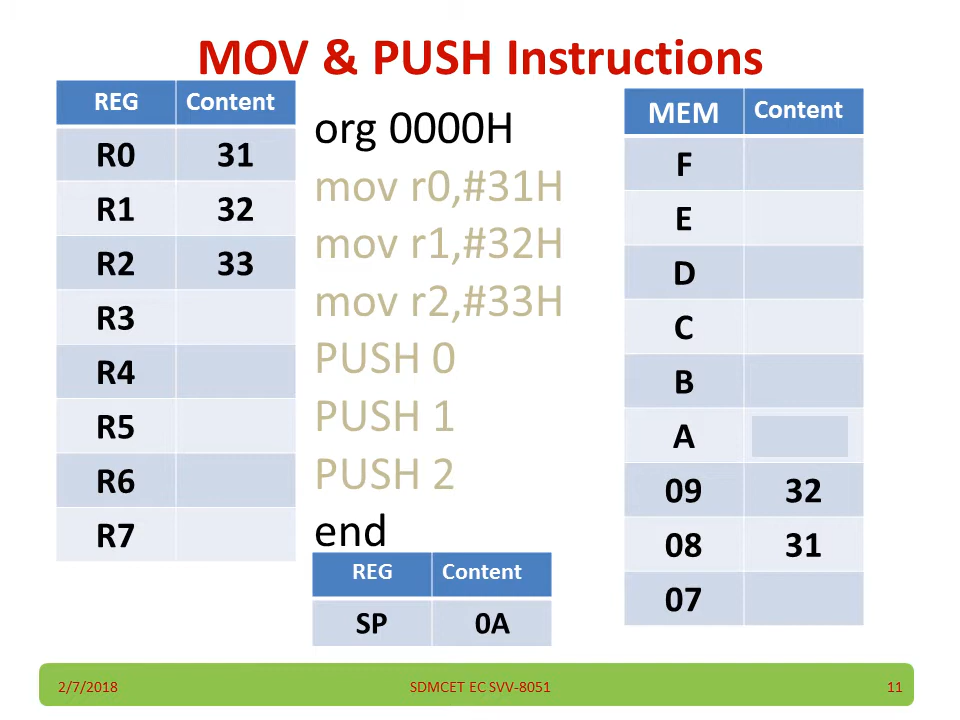 MOV & PUSH Instructions
REG Content
R0 31
R1 32
R2 33
R3
R4
R5
R6
R7
org 0000H
mov r0,#31H
mov r1,#32H
mov r2,#33H
PUSH 0
PUSH 1
PUSH 2
end
REG Content
SP 0A
MEM Content
F
E
D
C
B
A
09 32
08 31
07
2/7/2018 SDMCET EC SVV-8051 11